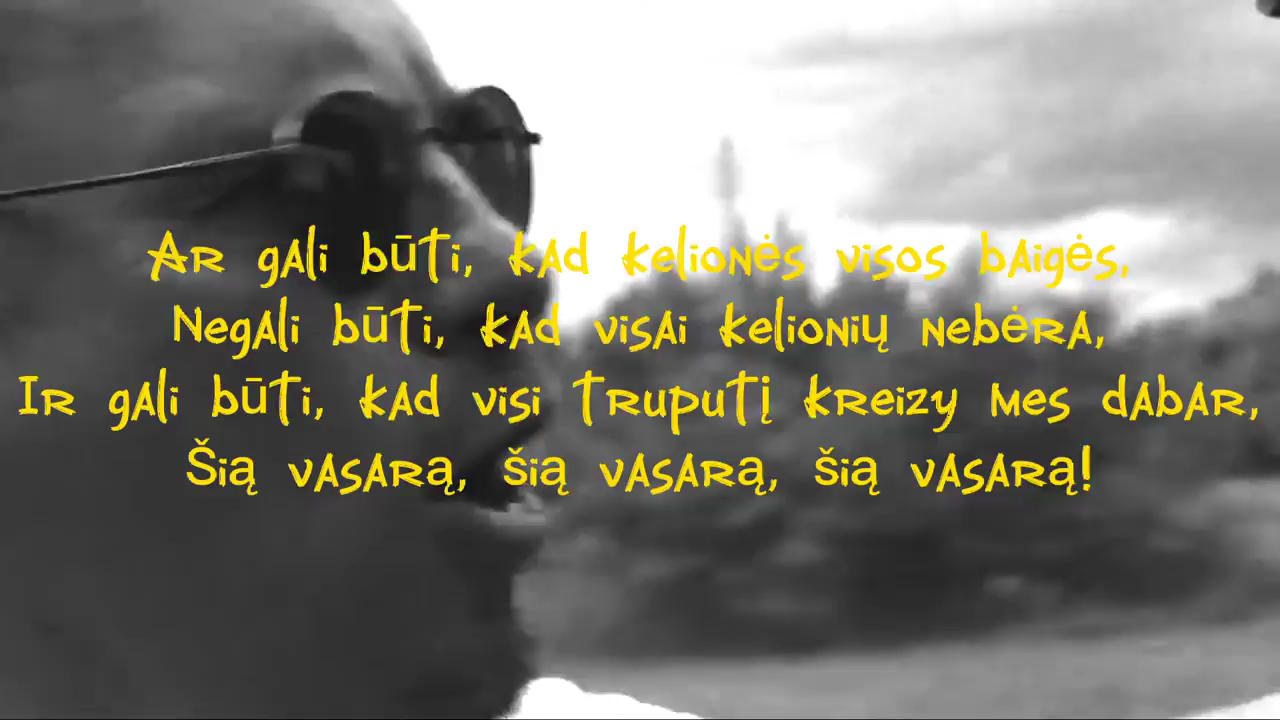 Ar gali būti, kad kelionės visos baigės,
Negali būti, kad visai kelionių nebėra,
Ir gali būti, kad visi truputį kreizy mes dabar,
Šią vasarą, šią vasarą, šią vasarą!